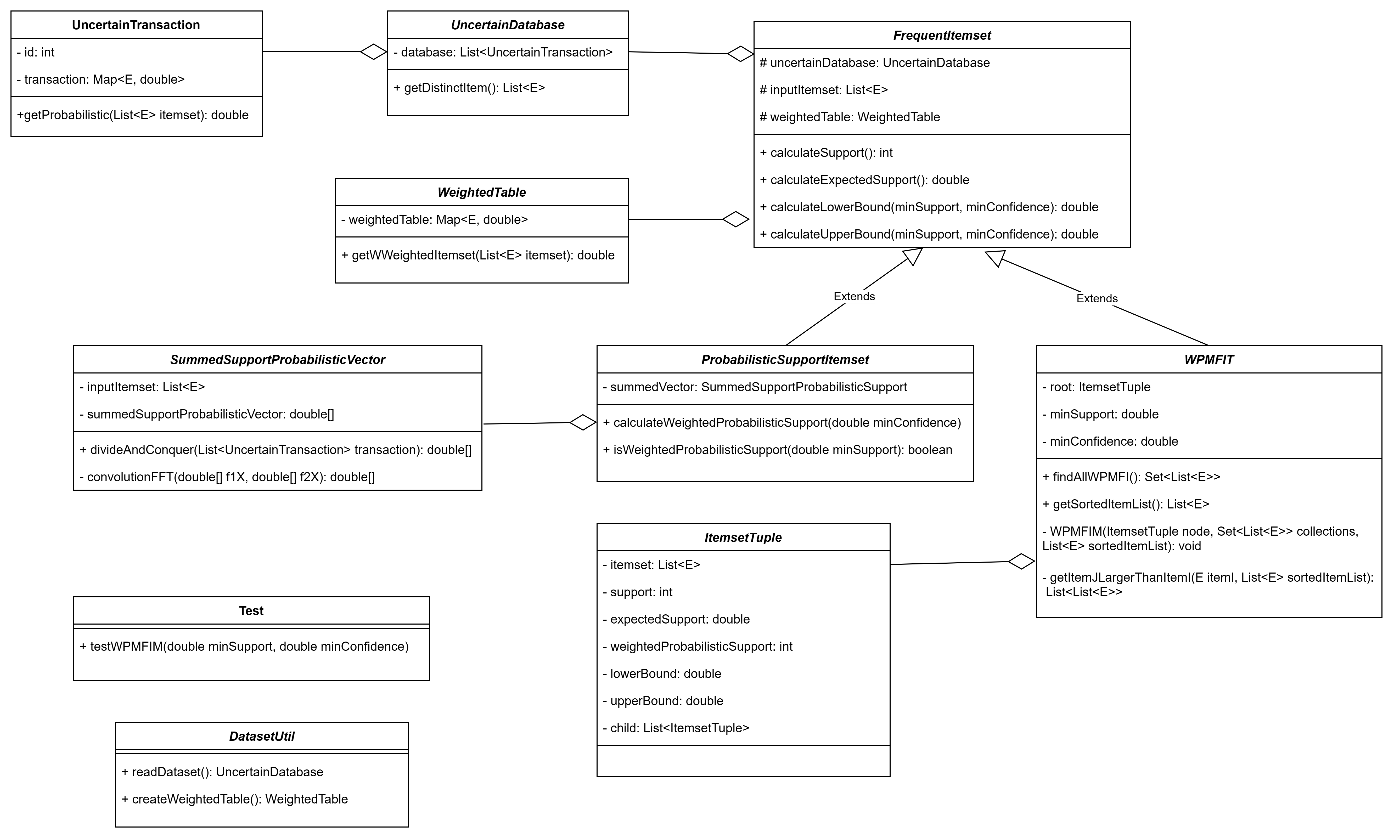 UncertainTransaction
- id: int
- transaction: Map<E, double>
+getProbabilistic(List<E> itemset): double
UncertainDatabase
- database: List<UncertainTransaction>
+ getDistinctItem(): List<E>
FrequentItemset
# uncertainDatabase: UncertainDatabase
# inputItemset: List<E>
# weightedTable: WeightedTable
+ calculateSupport(): int
+ calculateExpectedSupport(): double
+ calculateLowerBound(minSupport, minConfidence): double
+ calculateUpperBound(minSupport, minConfidence): double
WeightedTable
- weightedTable: Map<E, double>
+ getWWeightedItemset(List<E> itemset): double
Extends
Extends
SummedSupportProbabilisticVector
- inputItemset: List<E>
- summedSupportProbabilisticVector: double[]
+ divideAndConquer(List<UncertainTransaction> transaction): double[]
- convolutionFFT(double[] f1X, double[] f2X): double[]
ProbabilisticSupportItemset
- summedVector: SummedSupportProbabilisticSupport
+ calculateWeightedProbabilisticSupport(double minConfidence)
+ isWeightedProbabilisticSupport(double minSupport): boolean
WPMFIT
- root: ItemsetTuple
- minSupport: double
- minConfidence: double
+ findAllWPMFI(): Set<List<E>>
+ getSortedItemList(): List<E>
- WPMFIM(ItemsetTuple node, Set<List<E>> collections,
List<E> sortedItemList): void
- getItemJLargerThanItemI(E itemI, List<E> sortedItemList):
List<List<E>>
ItemsetTuple
- itemset: List<E>
- support: int
- expectedSupport: double
- weightedProbabilisticSupport: int
- lowerBound: double
- upperBound: double
- child: List<ItemsetTuple>
Test
+ testWPMFIM(double minSupport, double minConfidence)
DatasetUtil
+ readDataset(): UncertainDatabase
+ createWeightedTable(): WeightedTable